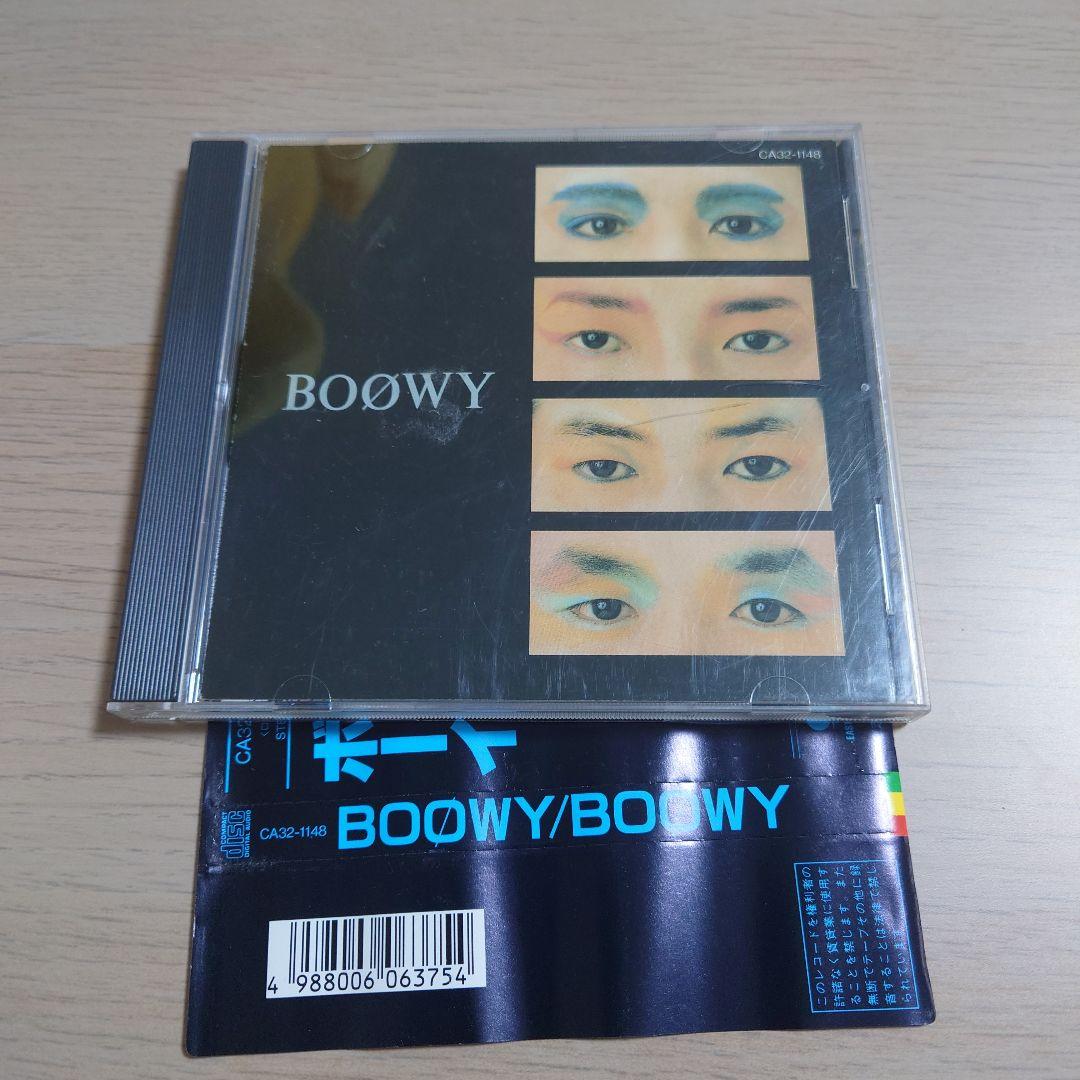 CA32-1148
BOØWY
CA32
ST
ボーイ
EAS
COMPACT
disc
DIGITAL AUDIO
CA32-1148
BOØWY/BOØWY
このレコードを権利者の
許諾なく賃貸業に使用す
ることを禁じます。また
無断でテープその他に録
音することは法律で禁じ
られています。
4 988006 063754